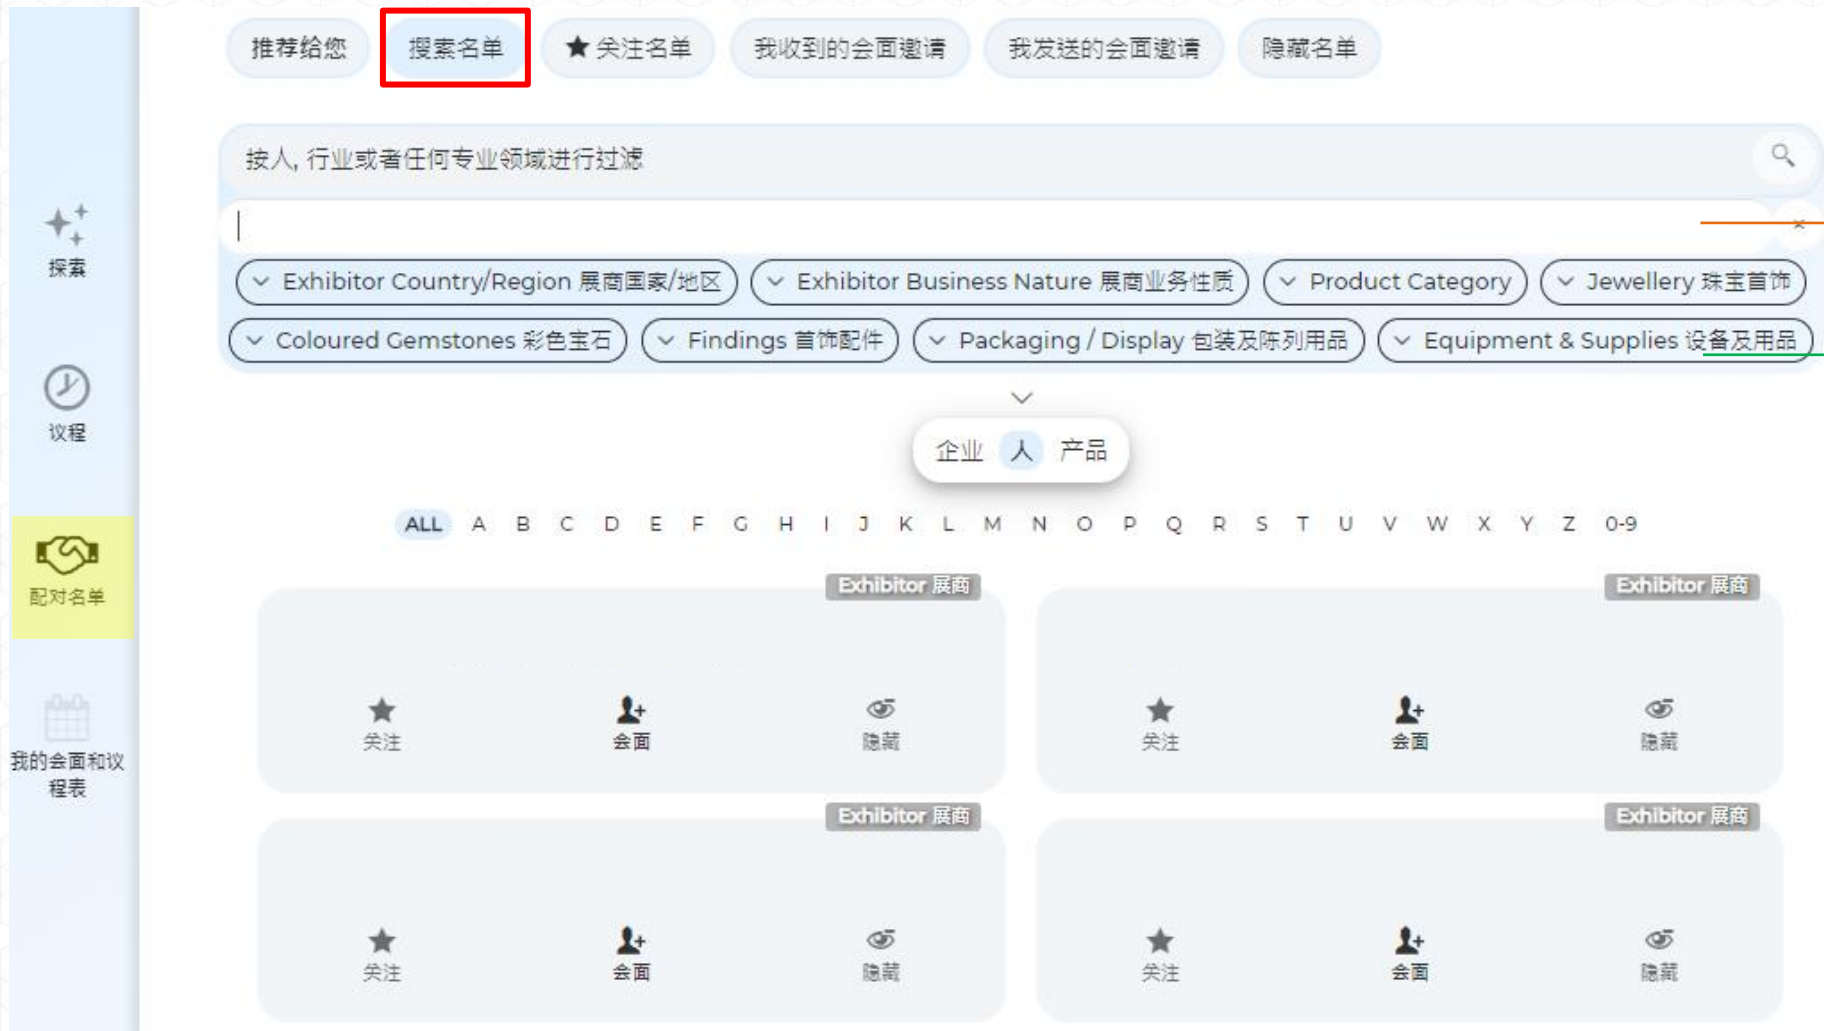 推荐给您 搜索名单 ★ 关注名单 我收到的会面邀请 我发送的会面邀请 隐藏名单
按人, 行业或者任何专业领域进行过滤
Exhibitor Country/Region 展商国家/地区 Exhibitor Business Nature 展商业务性质 Product Category Jewellery 珠宝首饰
Coloured Gemstones 彩色宝石 Findings 首饰配件 Packaging / Display 包装及陈列用品 Equipment & Supplies 设备及用品
企业 人 产品
ALL A B C D E F G H I J K L M N O P Q R S T U V W X Y Z 0-9
Exhibitor 展商 Exhibitor 展商
关注 会面 隐藏 关注 会面 隐藏
Exhibitor 展商 Exhibitor 展商
关注 会面 隐藏 关注 会面 隐藏
探索
议程
配对名单
我的会面和议
程表